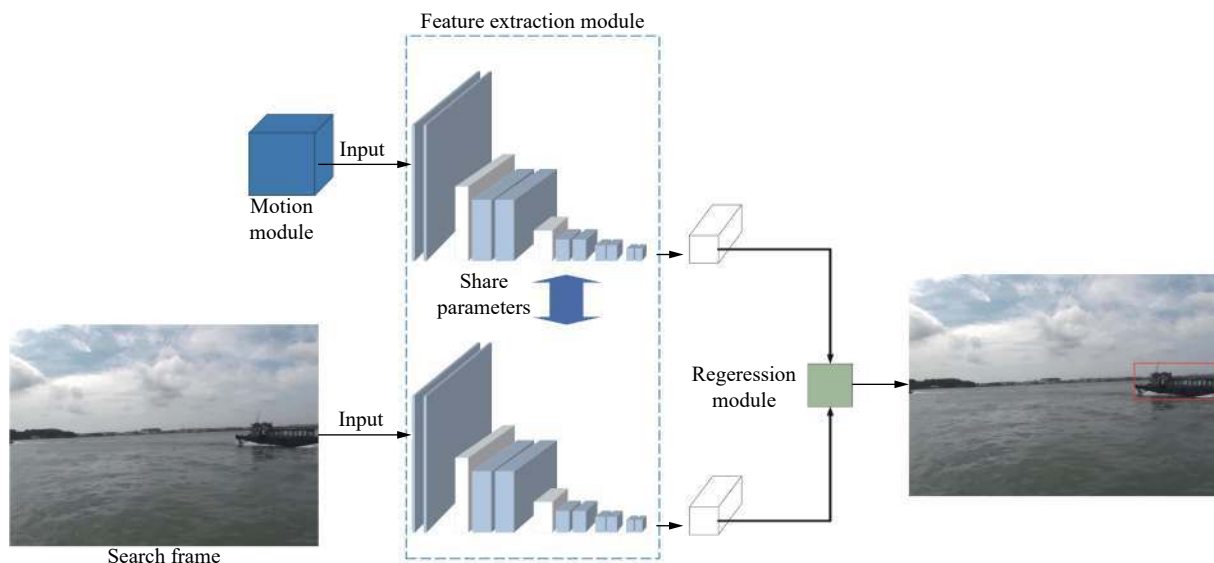 Feature extraction module
Input
Motion
module
Share
parameters
Regeression
module
Input
Search frame